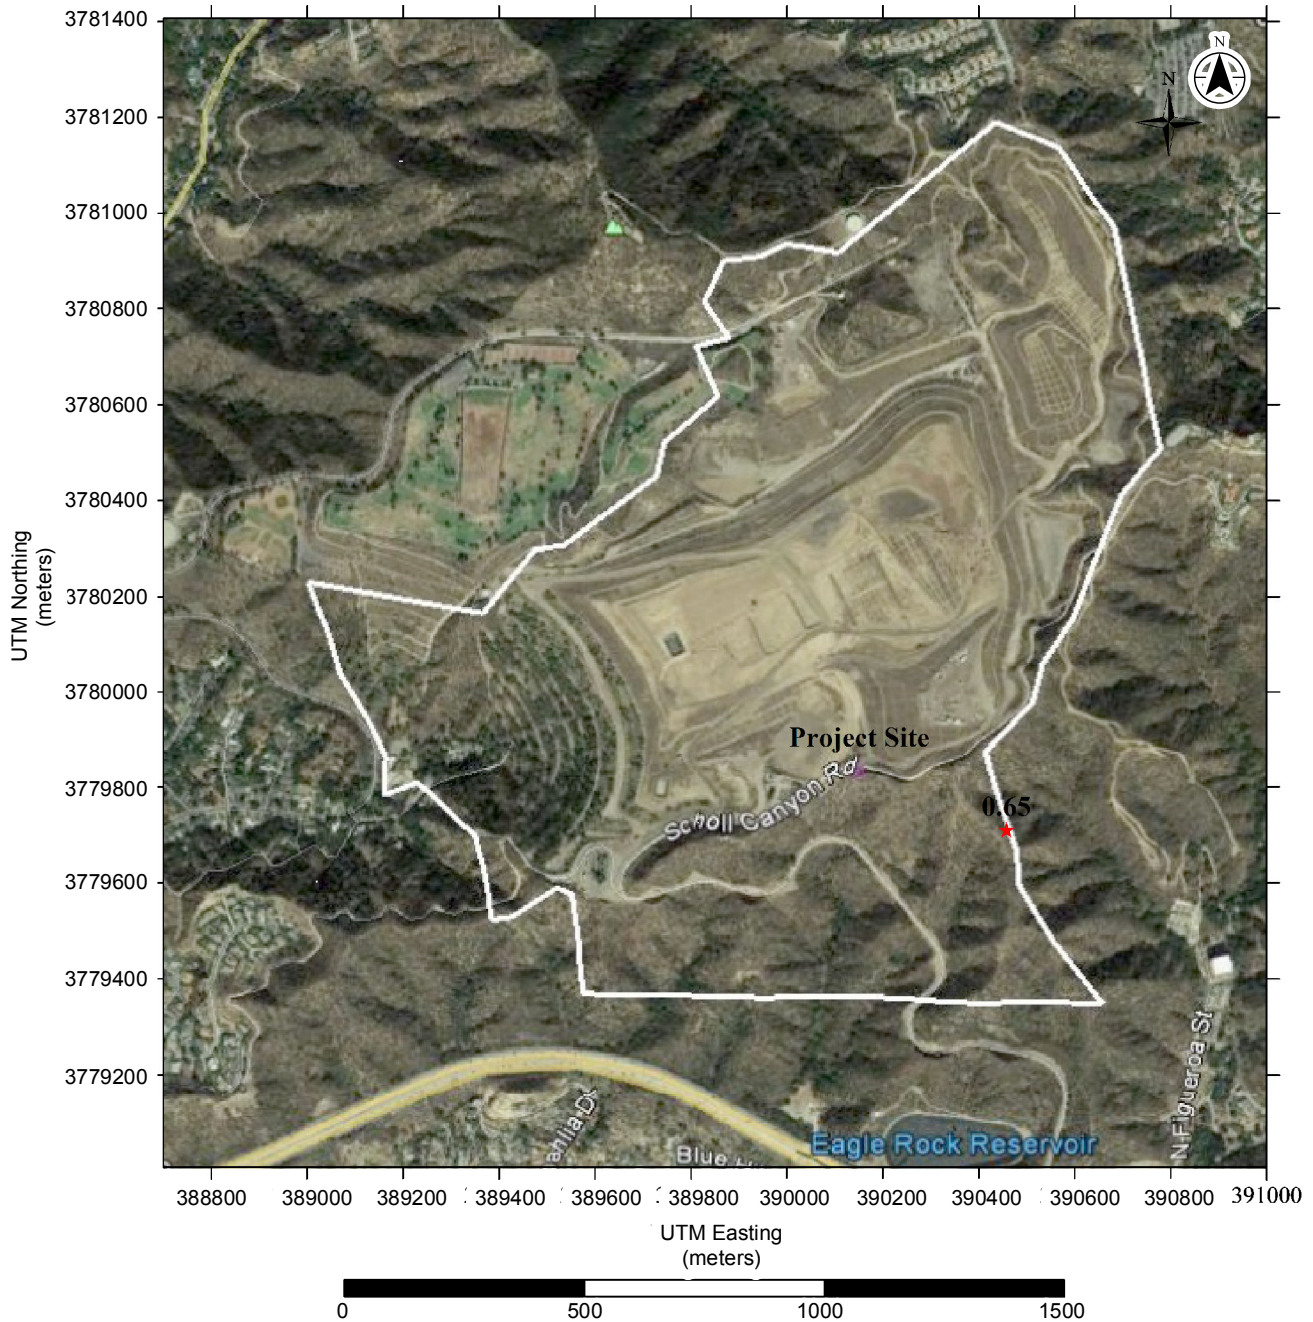 3781400
3781200
3781000
3780800
3780600
3780400
3780200
3780000
3779800
3779600
3779400
3779200
UTM Northing
(meters)
N
N
Project Site
Scholl Canyon Rd
0.65
N Figueroa St
Eagle Rock Reservoir
Blue
388800 389000 389200 389400 389600 389800 390000 390200 390400 390600 390800 391000
UTM Easting
(meters)
0 500 1000 1500